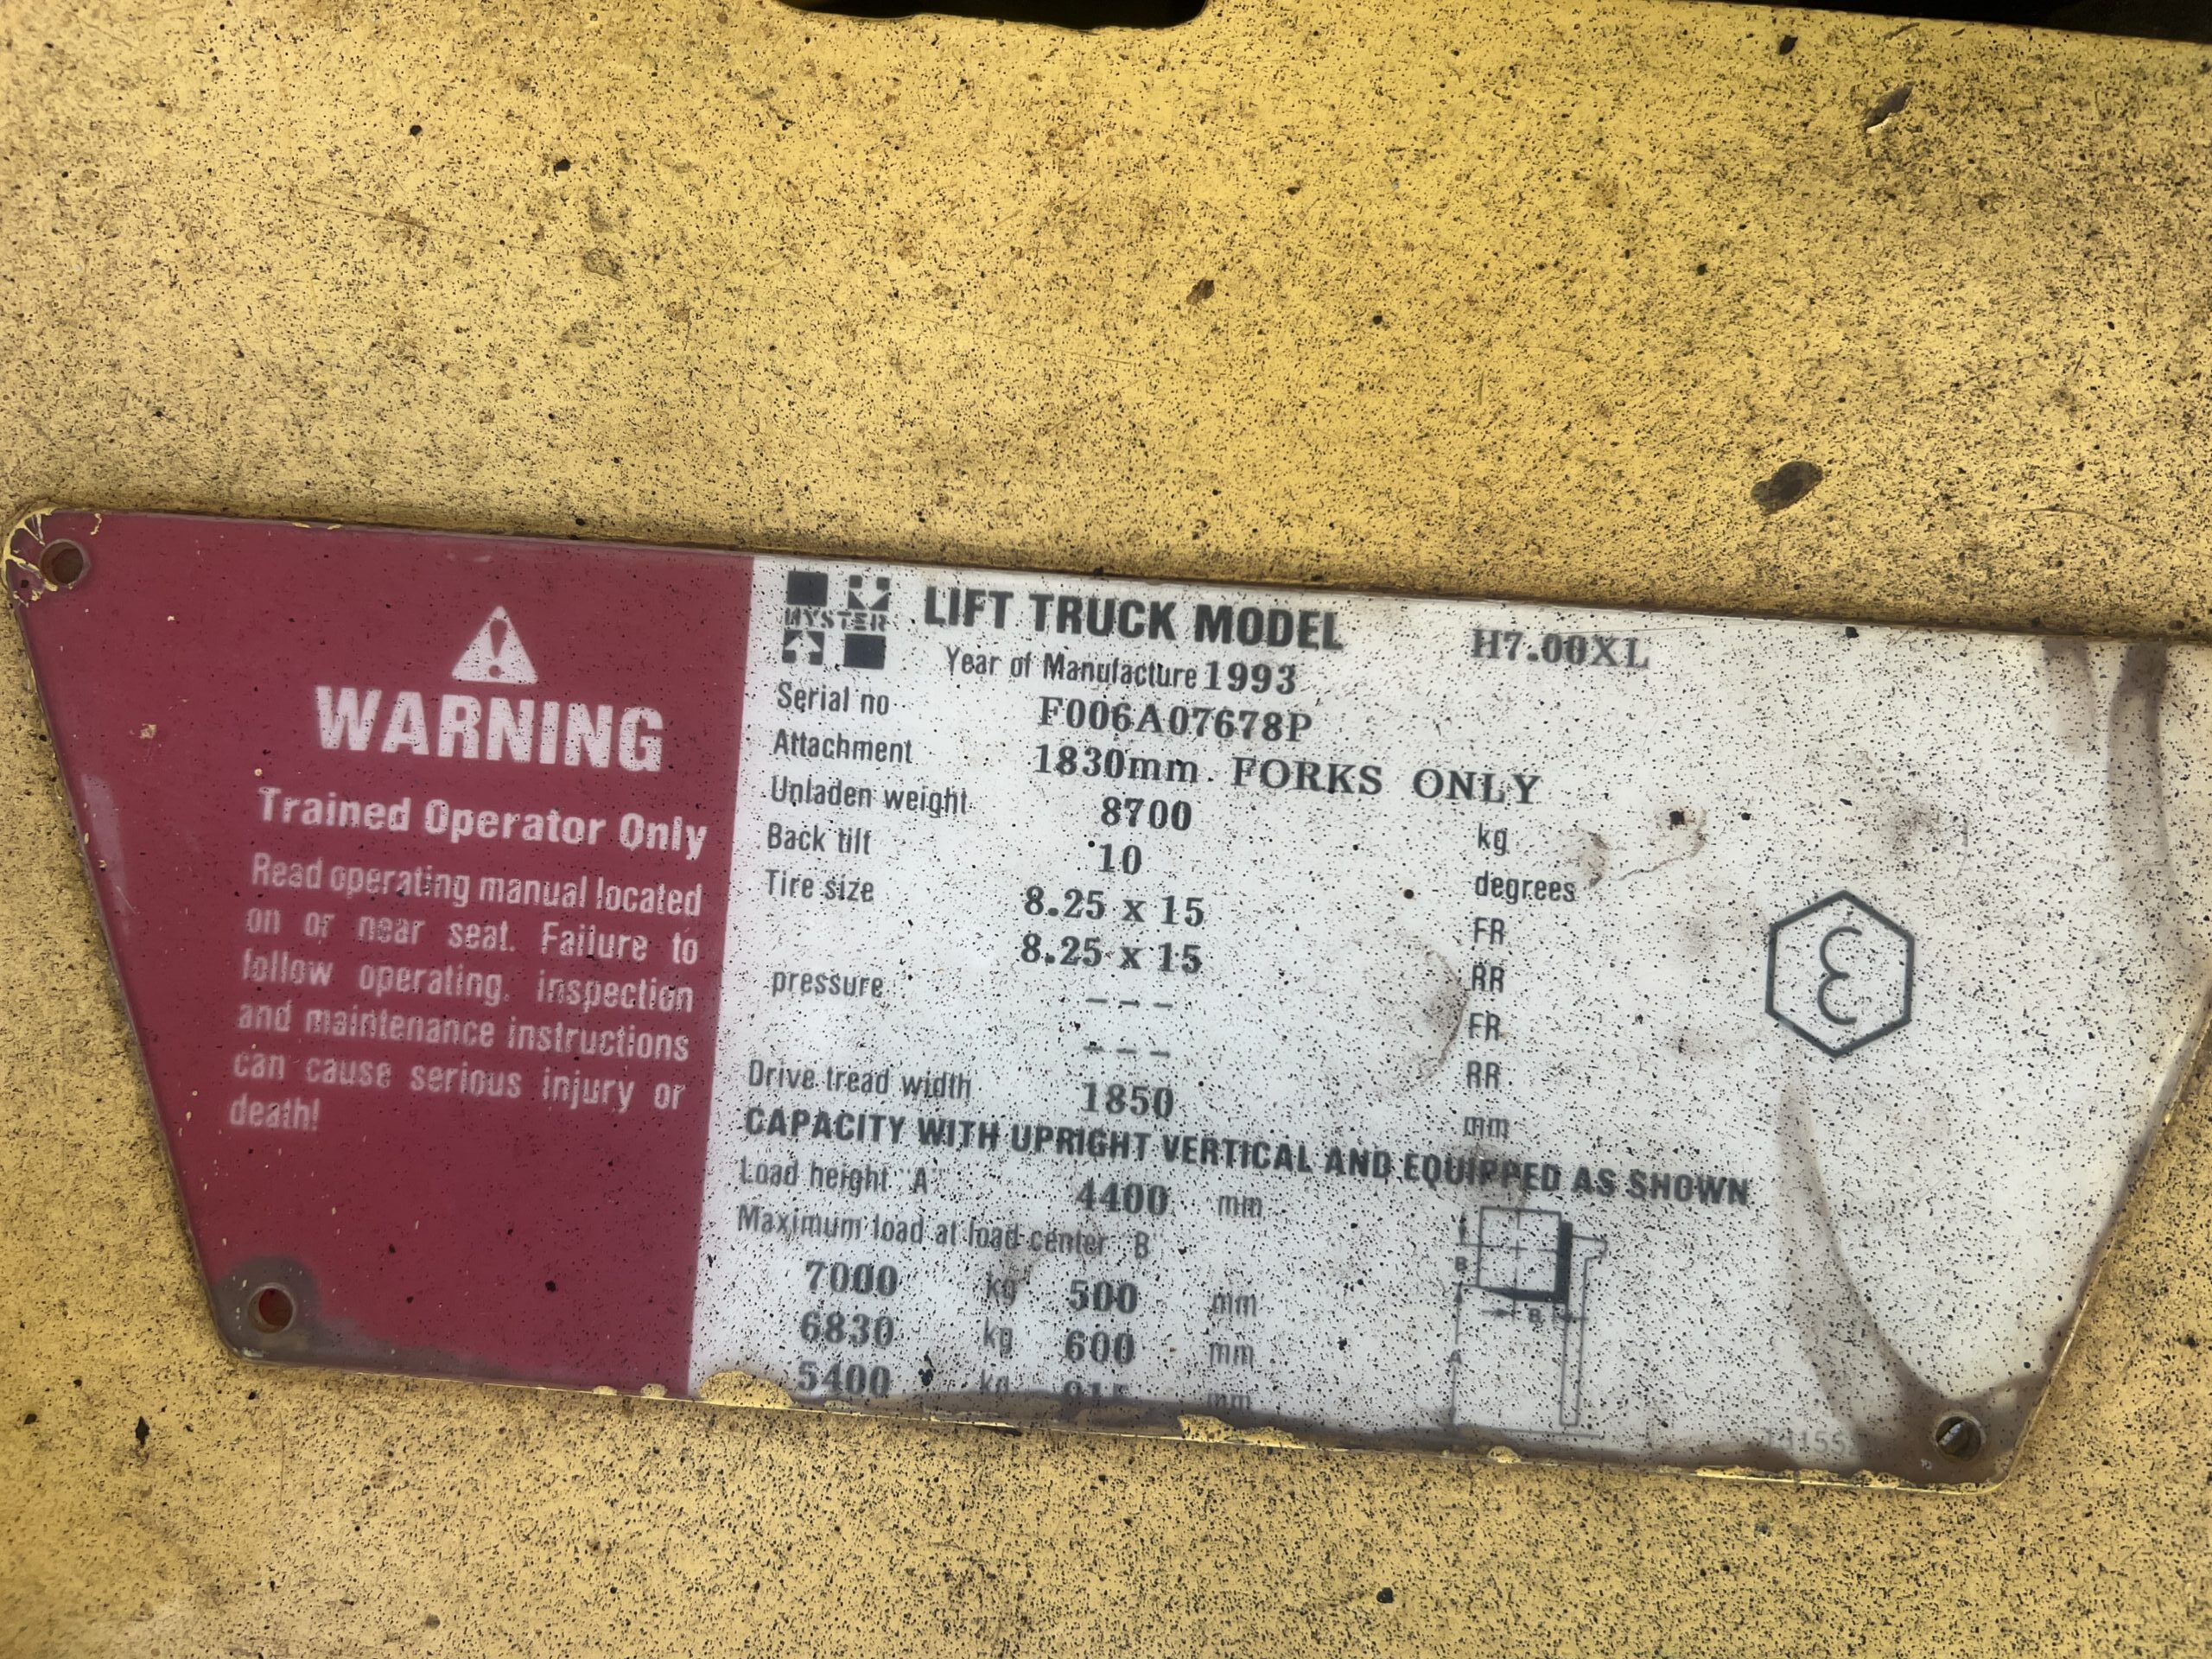 WARNING
Trained Operator Only
Read operating manual located
on or near seat. Failure to
follow operating, inspection
and maintenance instructions
can cause serious injury or
death!
HYSTER
LIFT TRUCK MODEL H7.00XL
Year of Manufacture 1993
Serial no F006A07678P
Attachment 1830mm. FORKS ONLY
Unladen weight 8700 kg
Back tilt 10 degrees
Tire size 8.25 x 15 FR
8.25 x 15 RR
pressure --- FR
--- RR
Drive tread width 1850 mm
CAPACITY WITH UPRIGHT VERTICAL AND EQUIPPED AS SHOWN
Load height A 4400 mm
Maximum load at load center B
7000 kg 500 mm
6830 kg 600 mm
5400 kg mm
B
B
A